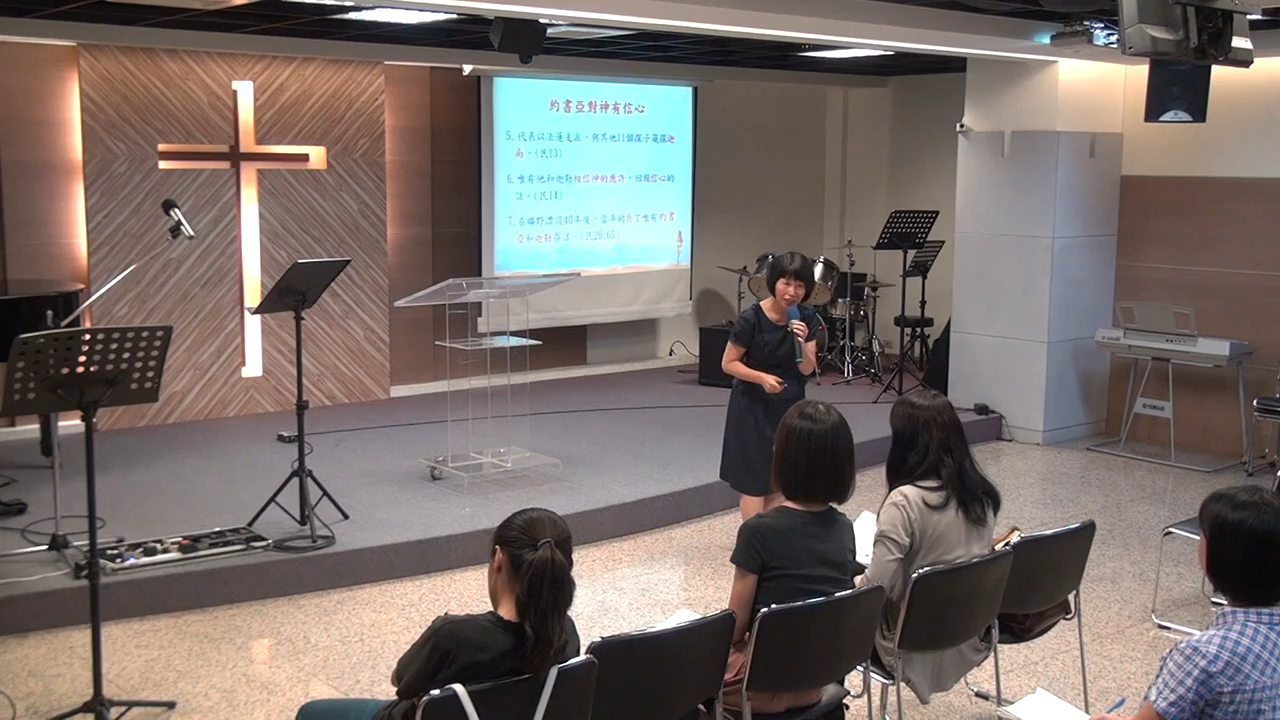 約書亞對神有信心
5. 代表以法蓮支派，與其他11個探子窺探迦
南。(民13)
6. 唯有他和迦勒相信神的應許，回報信心的
話。(民14)
7. 在曠野漂流40年後，當年的兵丁唯有約書
亞和迦勒存活。(民26:65)
YAMAHA